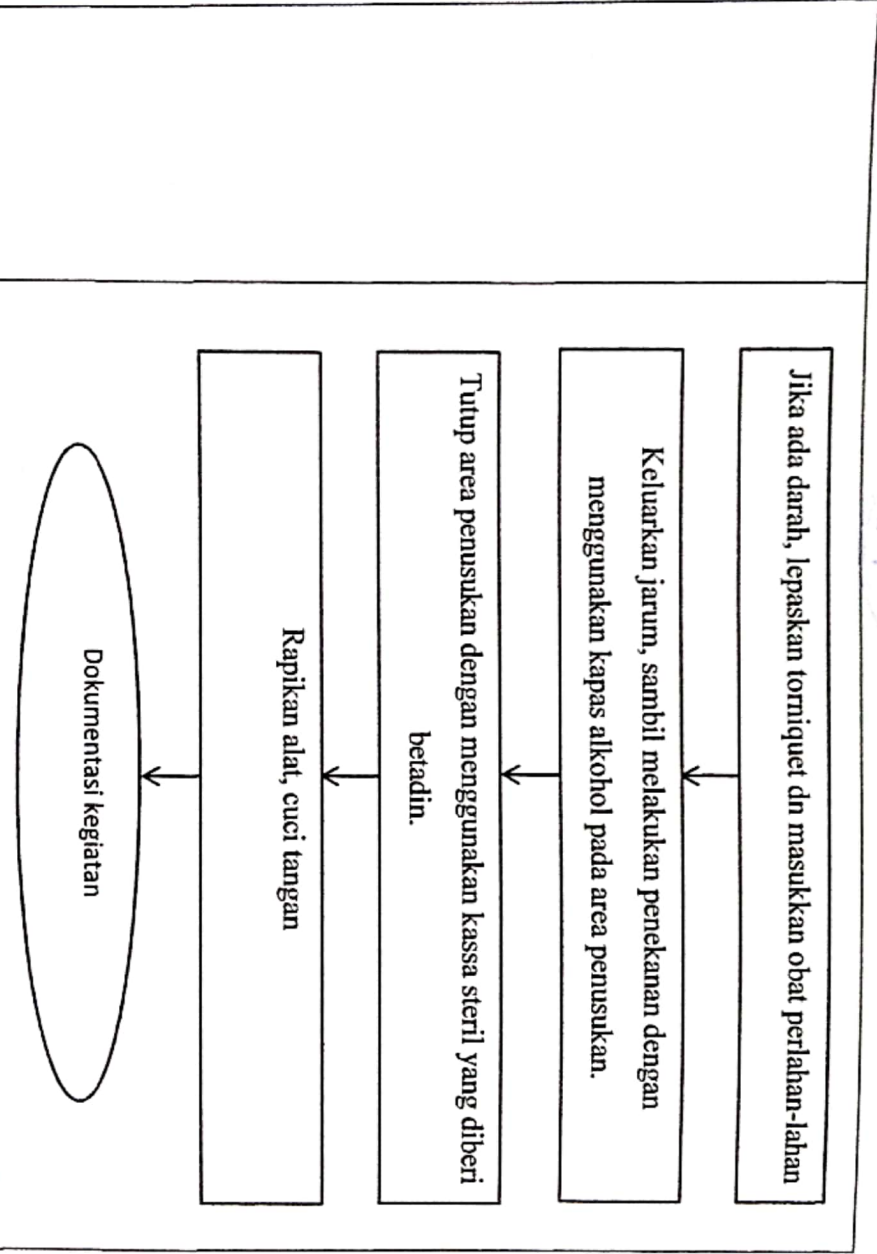 Jika ada darah, lepaskan torniquet dn masukkan obat perlahan-lahan
Keluarkan jarum, sambil melakukan penekanan dengan
menggunakan kapas alkohol pada area penusukan.
Tutup area penusukan dengan menggunakan kassa steril yang diberi
betadin.
Rapikan alat, cuci tangan
Dokumentasi kegiatan